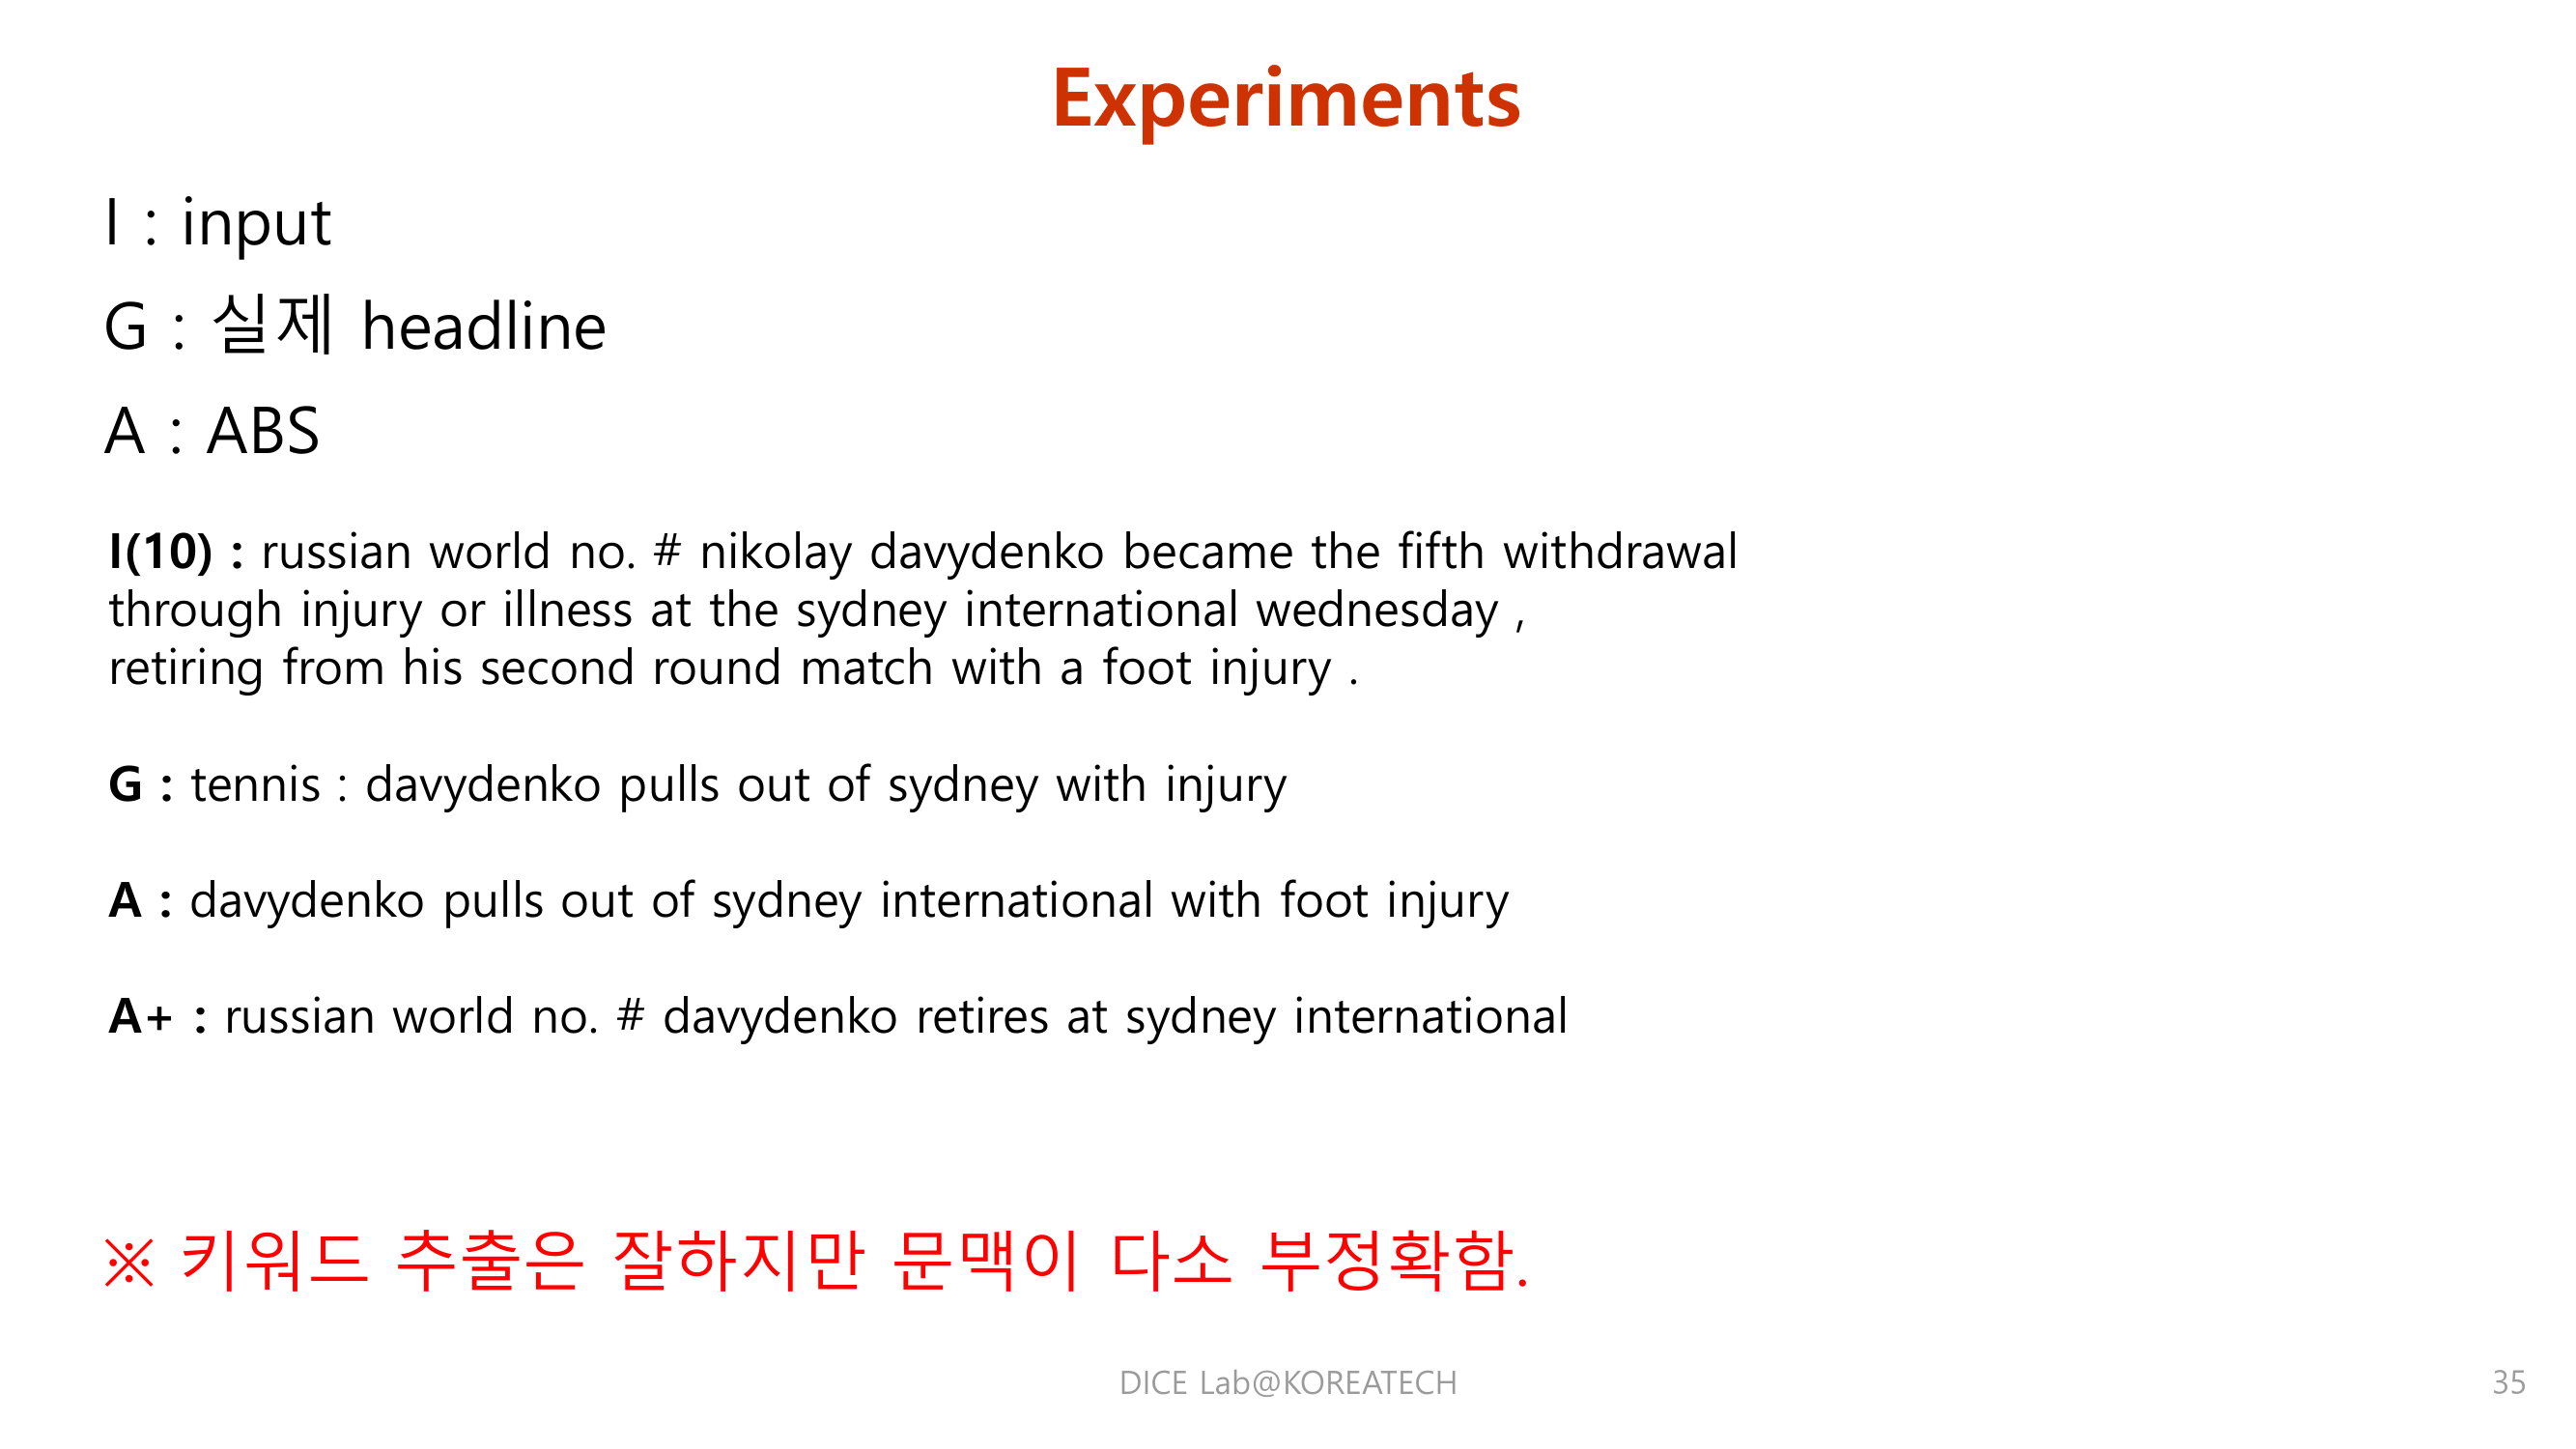 Experiments
I : input
G : 실제 headline
A : ABS
I(10) : russian world no. # nikolay davydenko became the fifth withdrawal
through injury or illness at the sydney international wednesday ,
retiring from his second round match with a foot injury .
G : tennis : davydenko pulls out of sydney with injury
A : davydenko pulls out of sydney international with foot injury
A+ : russian world no. # davydenko retires at sydney international
※ 키워드 추출은 잘하지만 문맥이 다소 부정확함.
DICE Lab@KOREATECH
35